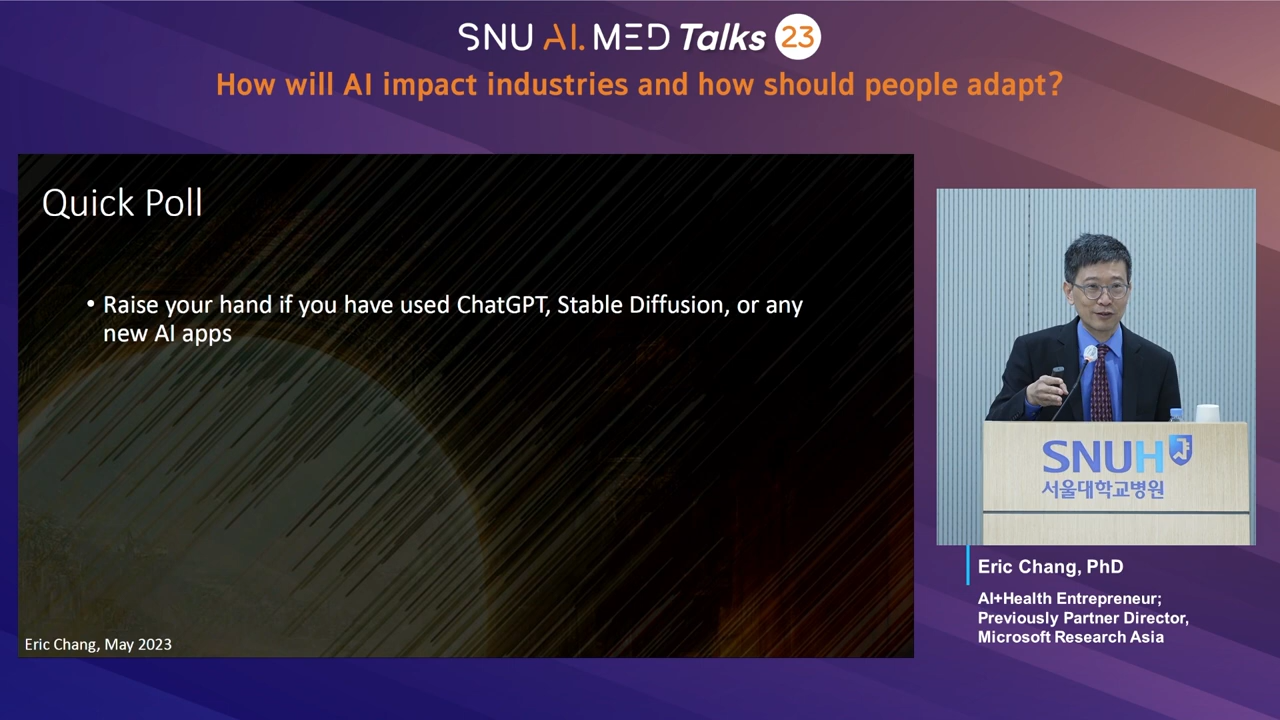 SNU AI. MED Talks 23
How will AI impact industries and how should people adapt?
Quick Poll
• Raise your hand if you have used ChatGPT, Stable Diffusion, or any
new AI apps
Eric Chang, May 2023
SNUH
서울대학교병원
Eric Chang, PhD
AI+Health Entrepreneur;
Previously Partner Director,
Microsoft Research Asia